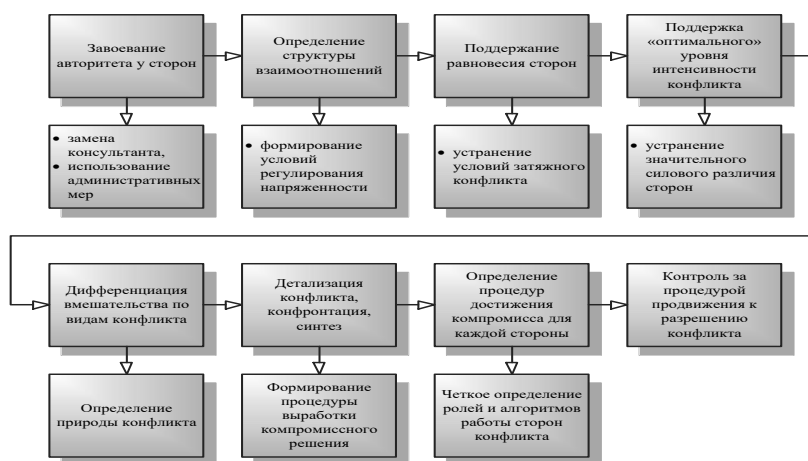 Завоевание
авторитета у сторон
Определение
структуры
взаимоотношений
Поддержание
равновесия сторон
Поддержка
«оптимального»
уровня
интенсивности
конфликта
• замена
консультанта,
• использование
административных
мер
• формирование
условий
регулирования
напряженности
• устранение
условий затяжного
конфликта
• устранение
значительного
силового различия
сторон
Дифференциация
вмешательства по
видам конфликта
Детализация
конфликта,
конфронтация,
синтез
Определение
процедур
достижения
компромисса для
каждой стороны
Контроль за
процедурой
продвижения к
разрешению
конфликта
Определение
природы конфликта
Формирование
процедуры
выработки
компромиссного
решения
Четкое определение
ролей и алгоритмов
работы сторон
конфликта